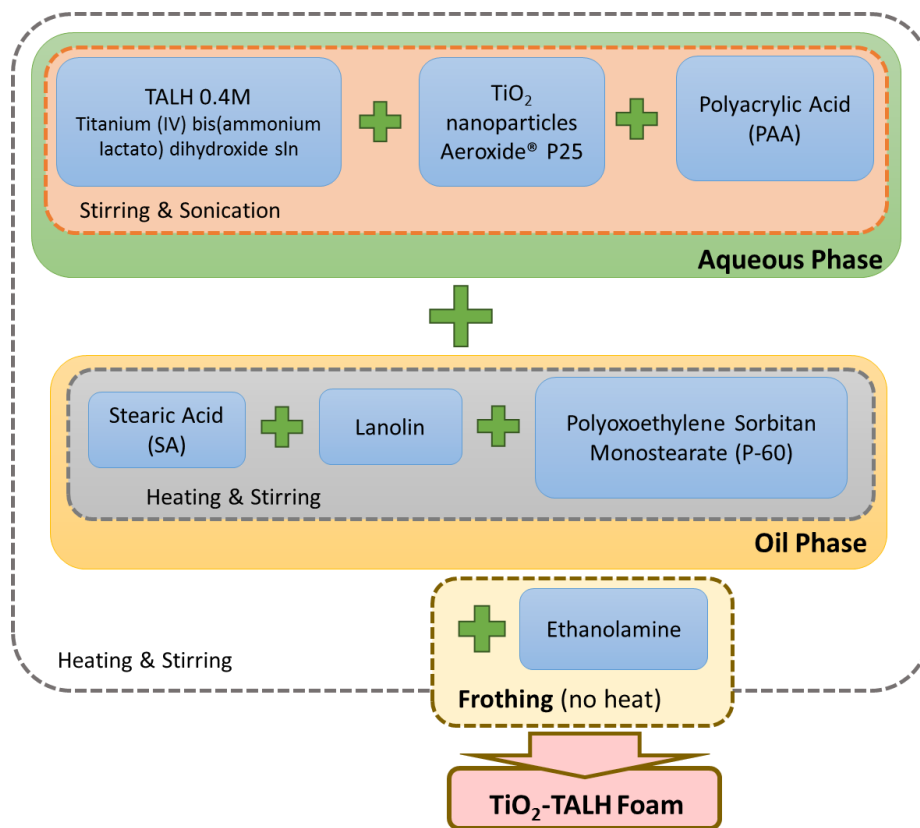 TALH 0.4M
Titanium (IV) bis(ammonium
lactato) dihydroxide sln
TiO₂
nanoparticles
Aeroxide® P25
Polyacrylic Acid
(PAA)
Stirring & Sonication
Aqueous Phase
Stearic Acid
(SA)
Lanolin
Polyoxoethylene Sorbitan
Monostearate (P-60)
Heating & Stirring
Oil Phase
Ethanolamine
Heating & Stirring
Frothing (no heat)
TiO₂-TALH Foam